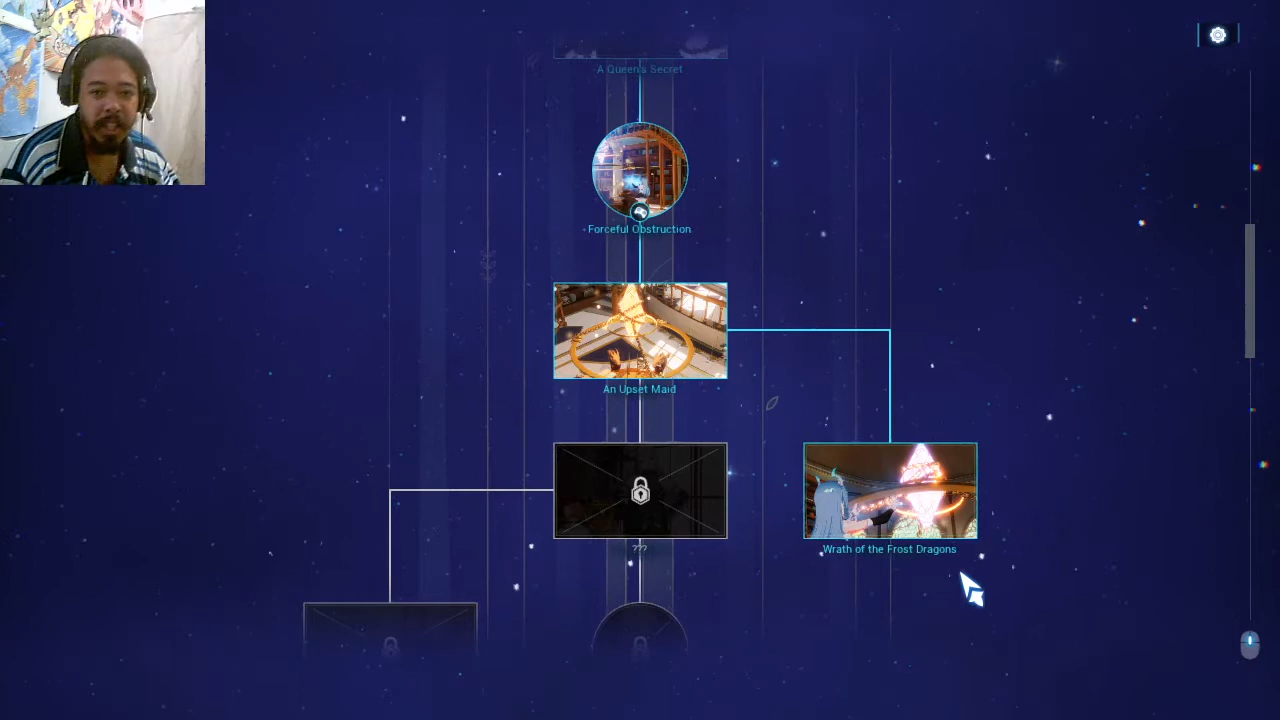 A Queen's Secret
Forceful Obstruction
An Upset Maid
???
Wrath of the Frost Dragons